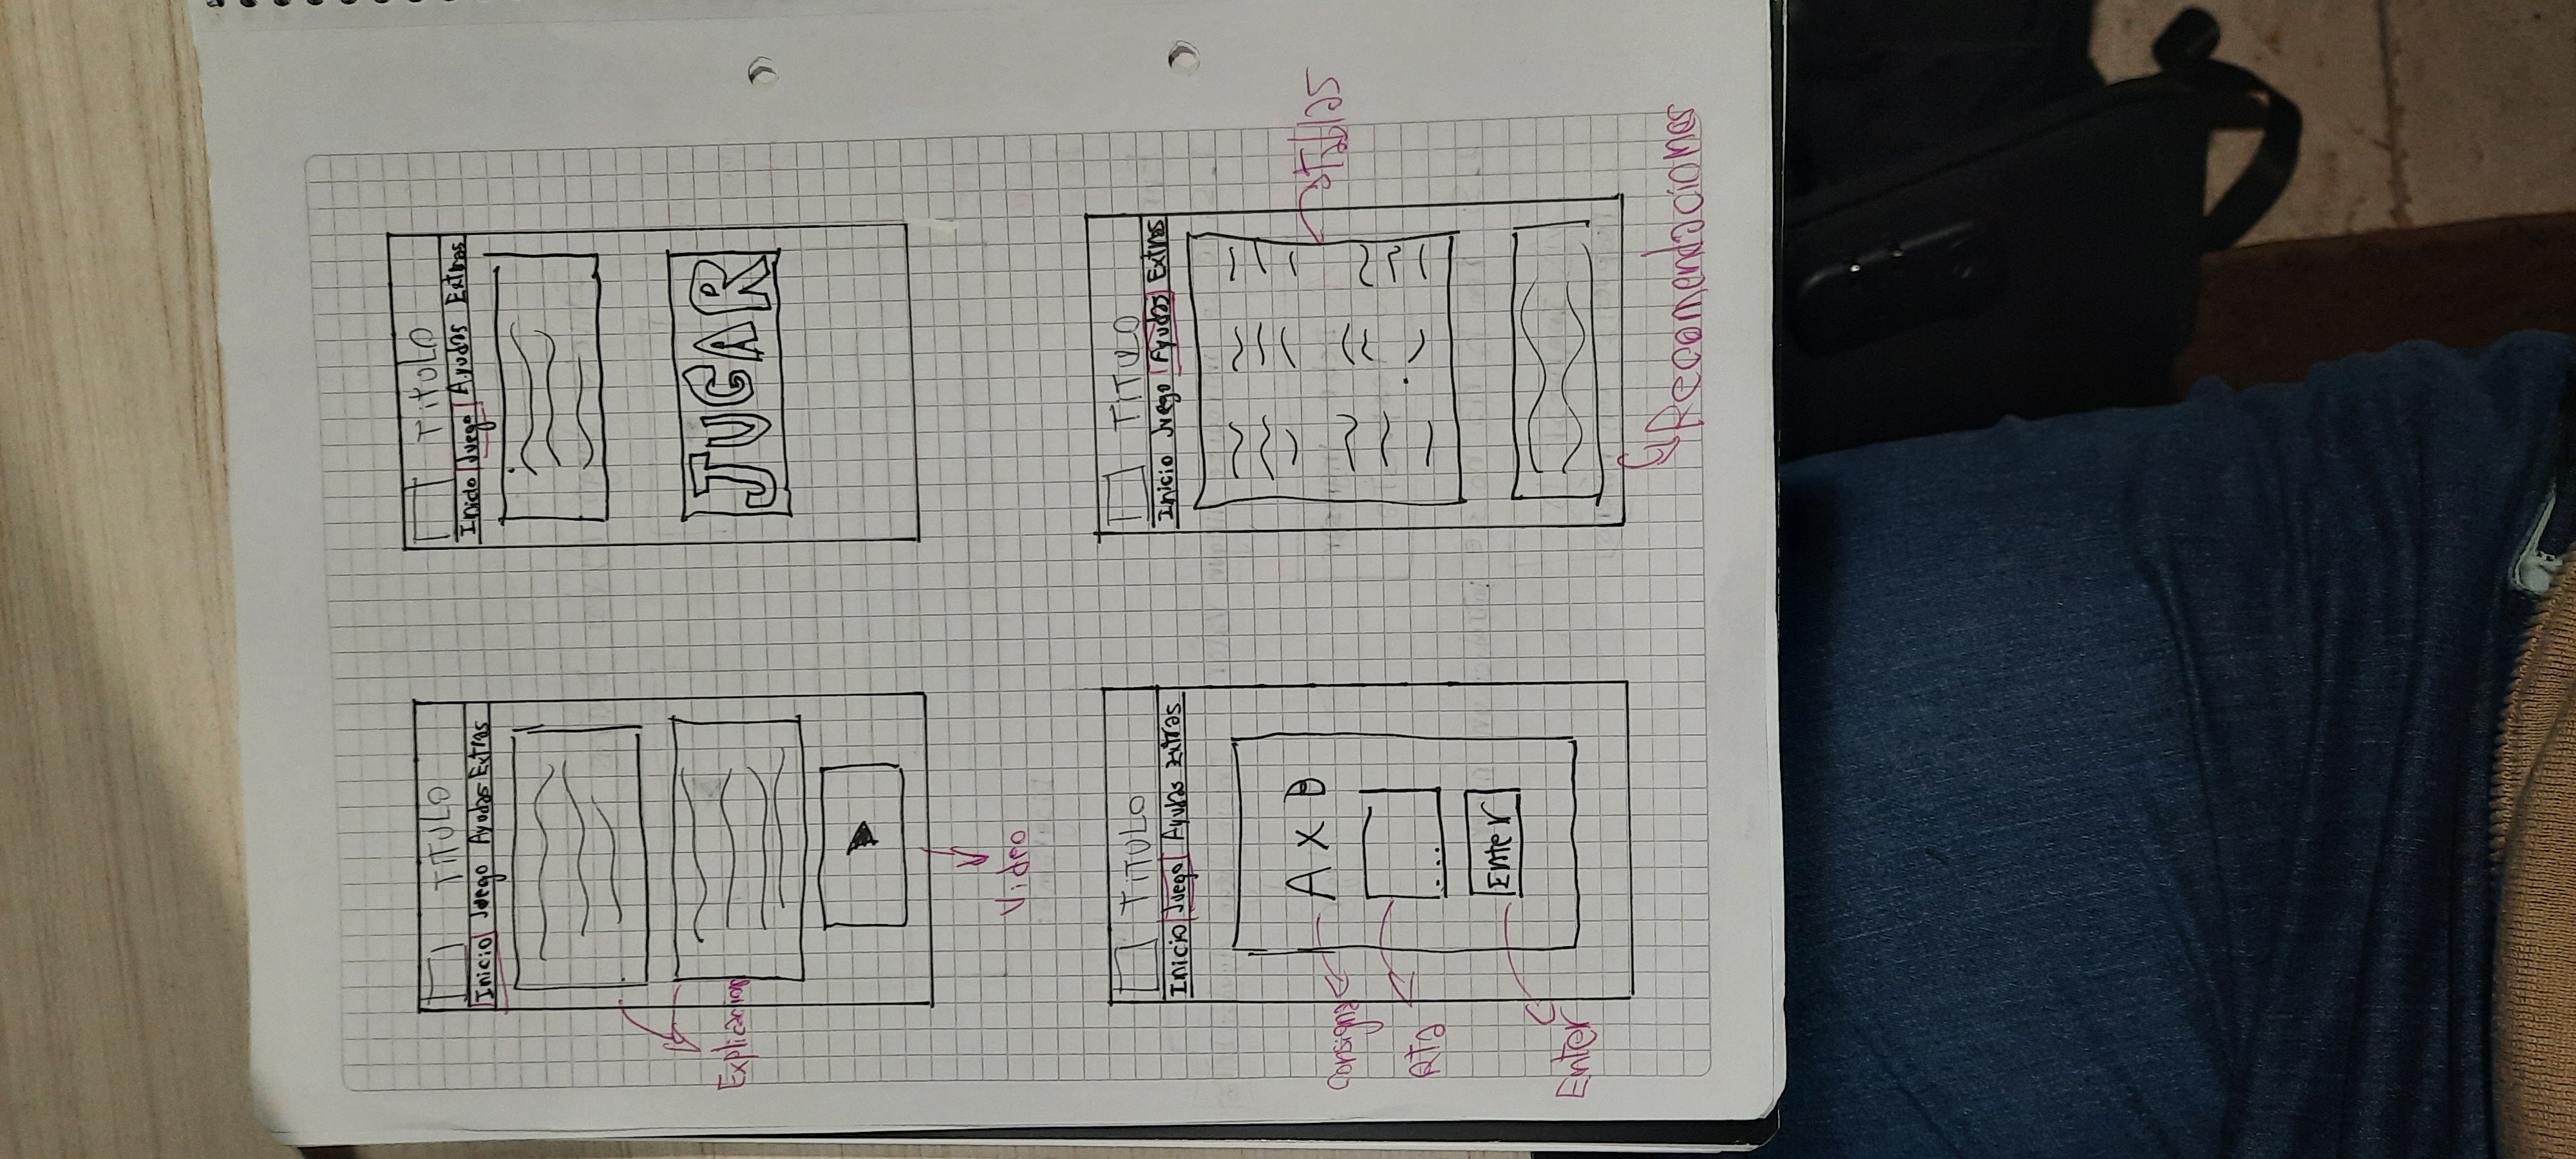 TITULO
Inicio Juego Ayudas Extras
Explicacion
Video
TITULO
Inicio Juego Ayudas Extras
JUGAR
TITULO
Inicio Juego Ayudas Extras
A x B
Consigna
Rta
...
Enter
Enter
TITULO
Inicio Juego Ayudas Extras
Tablas
Recomendaciones